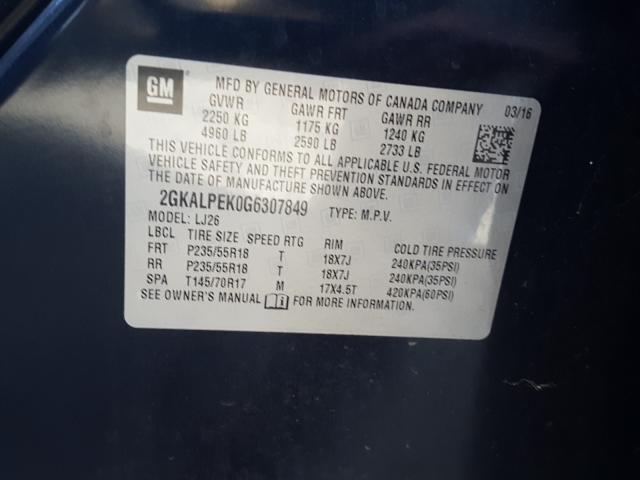 GM
MFD BY GENERAL MOTORS OF CANADA COMPANY 03/16
GVWR GAWR FRT GAWR RR
2250 KG 1175 KG 1240 KG
4960 LB 2590 LB 2733 LB
THIS VEHICLE CONFORMS TO ALL APPLICABLE U.S. FEDERAL MOTOR
VEHICLE SAFETY AND THEFT PREVENTION STANDARDS IN EFFECT ON
THE DATE OF MANUFACTURE SHOWN ABOVE.
2GKALPEK0G6307849 TYPE: M.P.V.
MODEL: LJ26
LBCL TIRE SIZE SPEED RTG RIM COLD TIRE PRESSURE
FRT P235/55R18 T 18X7J 240KPA(35PSI)
RR P235/55R18 T 18X7J 240KPA(35PSI)
SPA T145/70R17 M 17X4.5T 420KPA(60PSI)
SEE OWNER'S MANUAL FOR MORE INFORMATION.